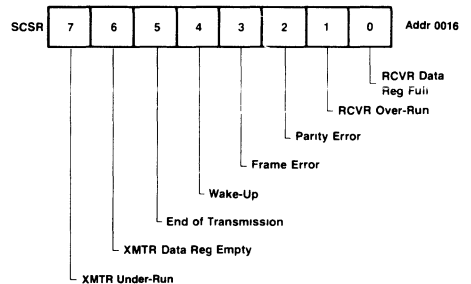 SCSR 7 6 5 4 3 2 1 0 Addr 0016
RCVR Data
Reg Full
RCVR Over-Run
Parity Error
Frame Error
Wake-Up
End of Transmission
XMTR Data Reg Empty
XMTR Under-Run